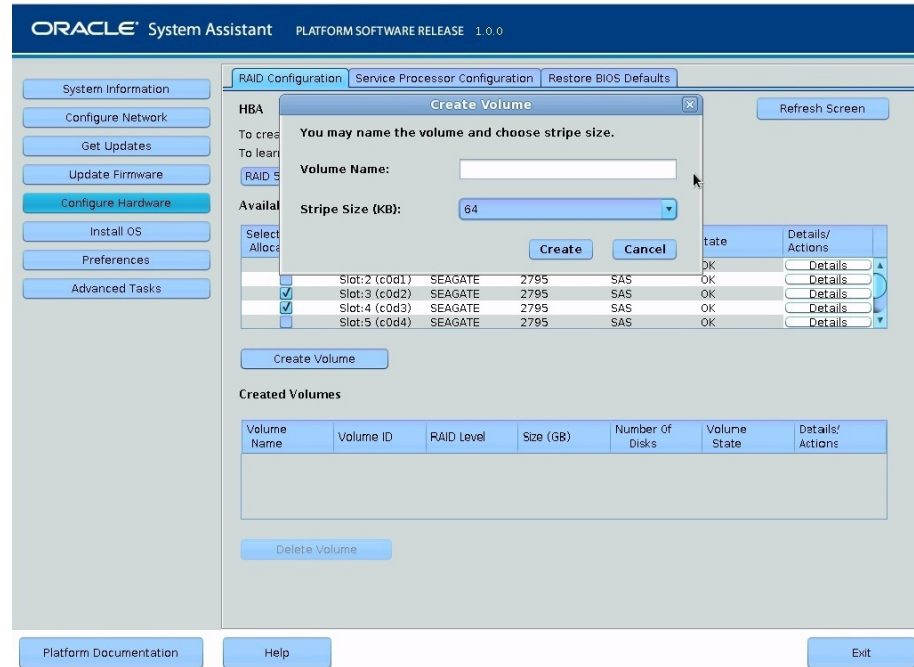 ORACLE System Assistant PLATFORM SOFTWARE RELEASE 1.0.0
System Information
Configure Network
Get Updates
Update Firmware
Configure Hardware
Install OS
Preferences
Advanced Tasks
RAID Configuration Service Processor Configuration Restore BIOS Defaults
HBA
Refresh Screen
To crea
To lear
RAID S
Availal
Create Volume
You may name the volume and choose stripe size.
Volume Name:
Stripe Size (KB): 64
Create Cancel
Select
Alloca
tate
Details/
Actions
OK Details
Slot:2 (c0d1) SEAGATE 2795 SAS OK Details
Slot:3 (c0d2) SEAGATE 2795 SAS OK Details
Slot:4 (c0d3) SEAGATE 2795 SAS OK Details
Slot:5 (c0d4) SEAGATE 2795 SAS OK Details
Create Volume
Created Volumes
Volume
Name
Volume ID
RAID Level
Size (GB)
Number Of
Disks
Volume
State
Details/
Actions
Delete Volume
Platform Documentation Help Exit